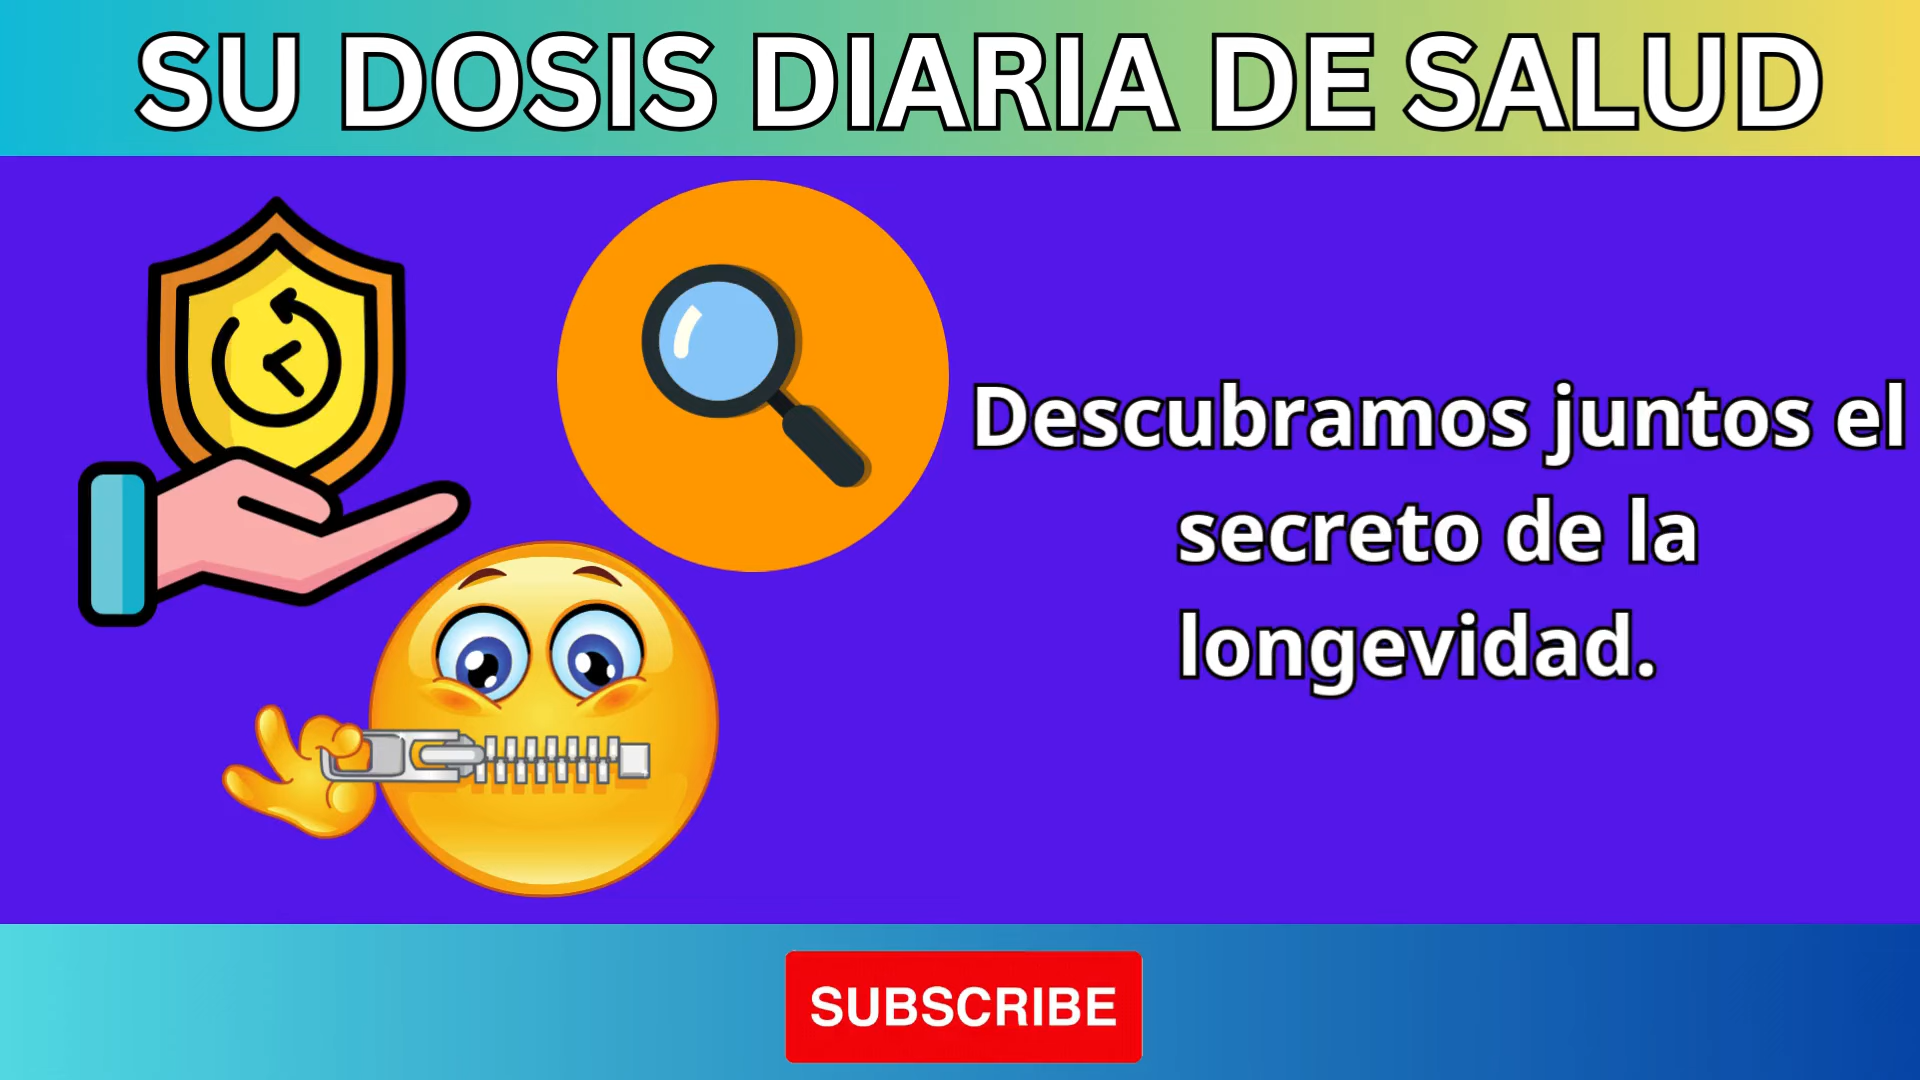 SU DOSIS DIARIA DE SALUD
Descubramos juntos el
secreto de la
longevidad.
SUBSCRIBE